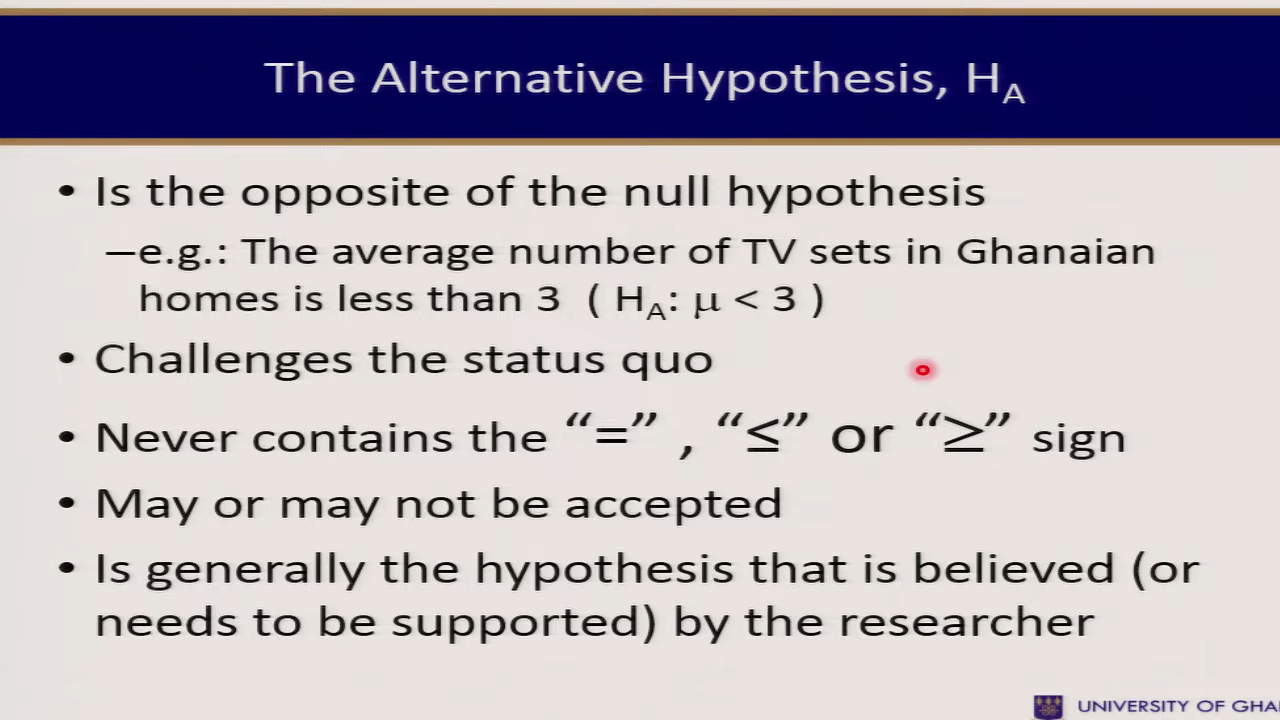 The Alternative Hypothesis, HA
• Is the opposite of the null hypothesis
–e.g.: The average number of TV sets in Ghanaian
homes is less than 3 ( HA: μ < 3 )
• Challenges the status quo
• Never contains the “=” , “≤” or “≥” sign
• May or may not be accepted
• Is generally the hypothesis that is believed (or
needs to be supported) by the researcher
UNIVERSITY OF GHA